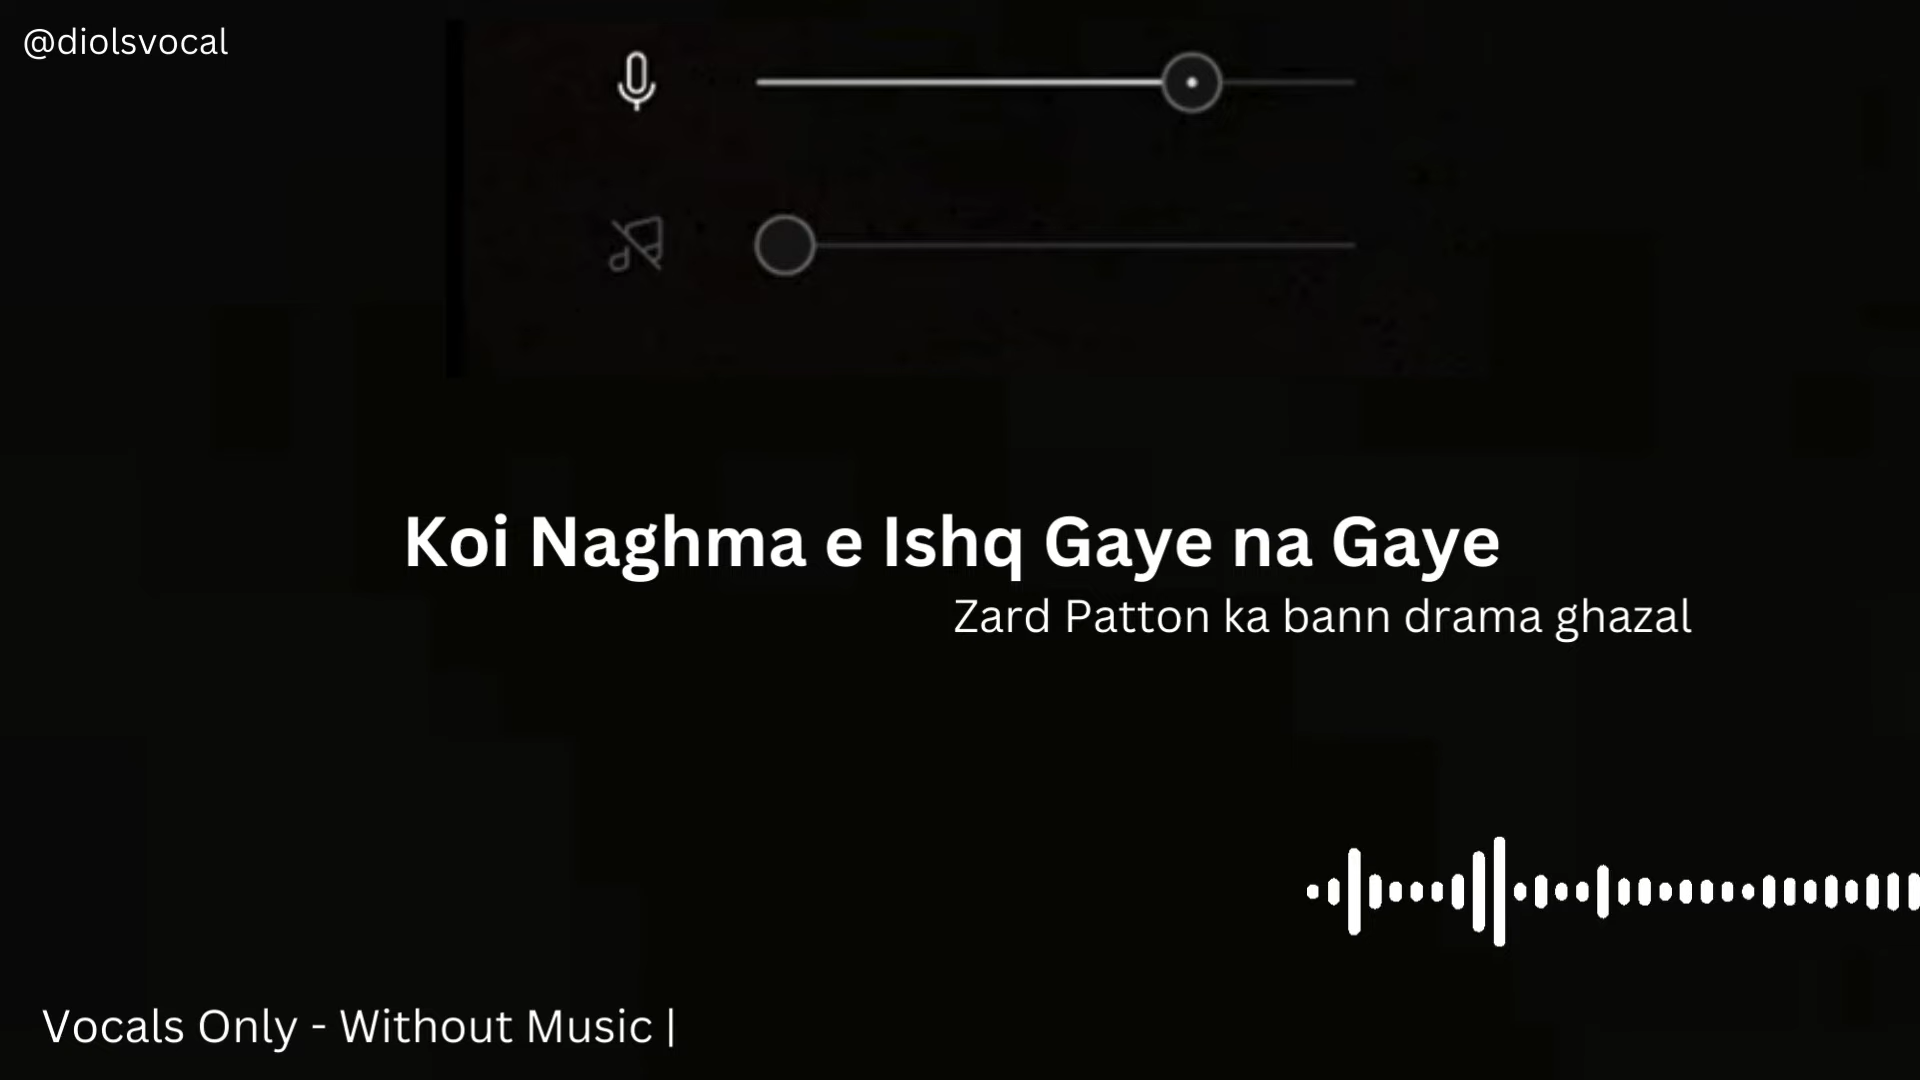 @diolsvocal
Koi Naghma e Ishq Gaye na Gaye
Zard Patton ka bann drama ghazal
Vocals Only - Without Music |